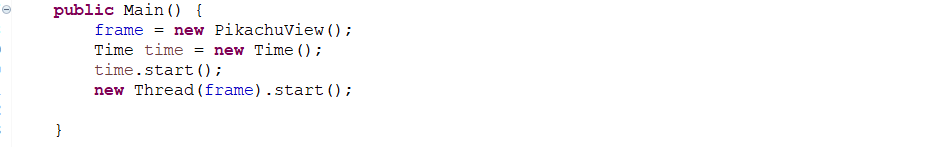 public Main() {
    frame = new PikachuView();
    Time time = new Time();
    time.start();
    new Thread(frame).start();
}